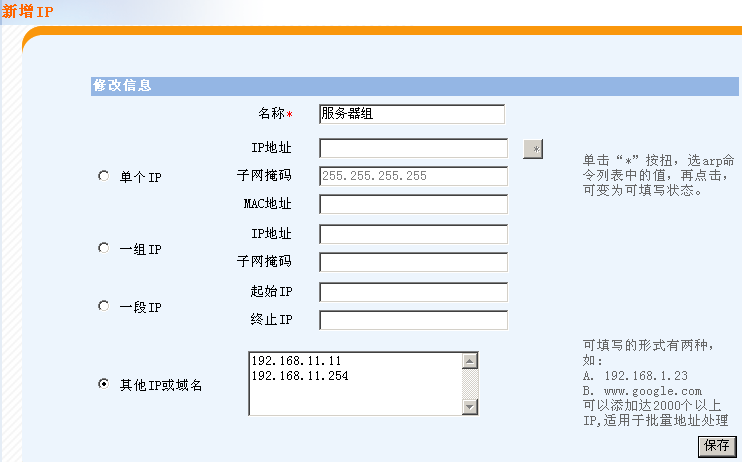 新增IP
修改信息
名称* 服务器组
IP地址 *
单个IP 子网掩码 255.255.255.255
MAC地址
单击“*”按扭，选arp命
令列表中的值，再点击，
可变为可填写状态。
IP地址
一组IP
子网掩码
起始IP
一段IP
终止IP
其他IP或域名
192.168.11.11
192.168.11.254
可填写的形式有两种，
如：
A. 192.168.1.23
B. www.google.com
可以添加达2000个以上
IP,适用于批量地址处理
保存